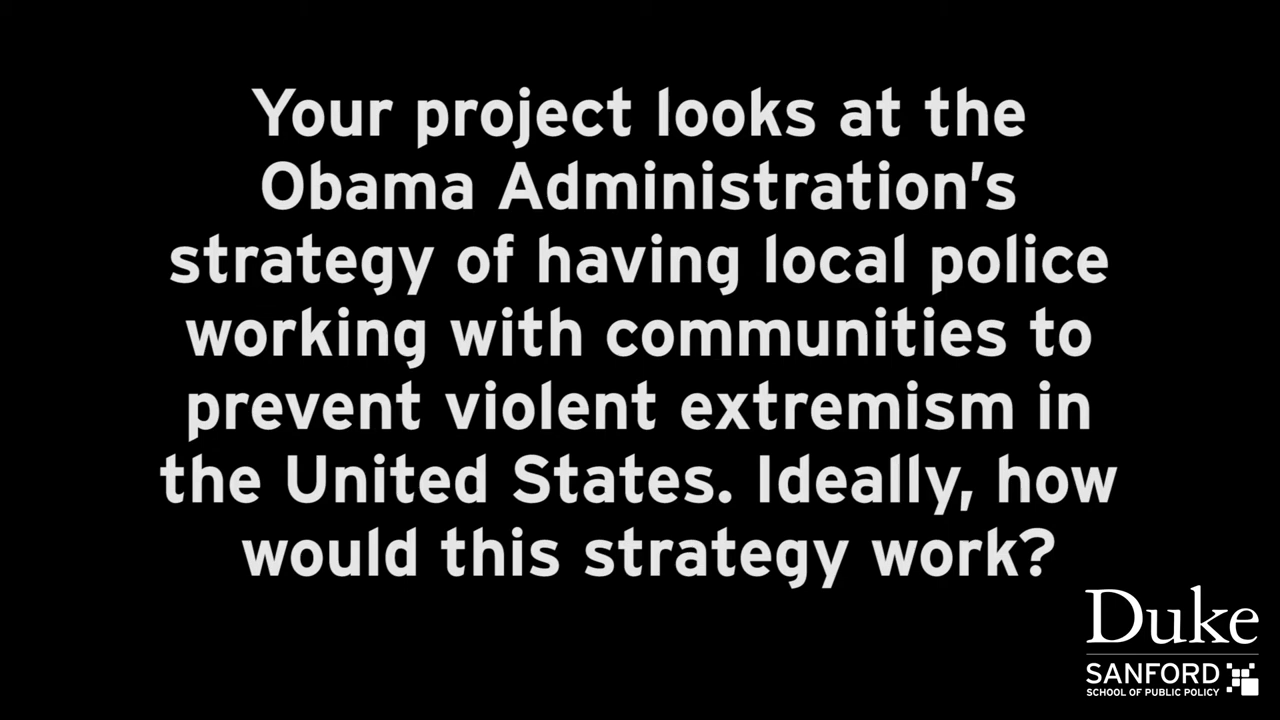 Your project looks at the
Obama Administration’s
strategy of having local police
working with communities to
prevent violent extremism in
the United States. Ideally, how
would this strategy work?
Duke
SANFORD
SCHOOL OF PUBLIC POLICY